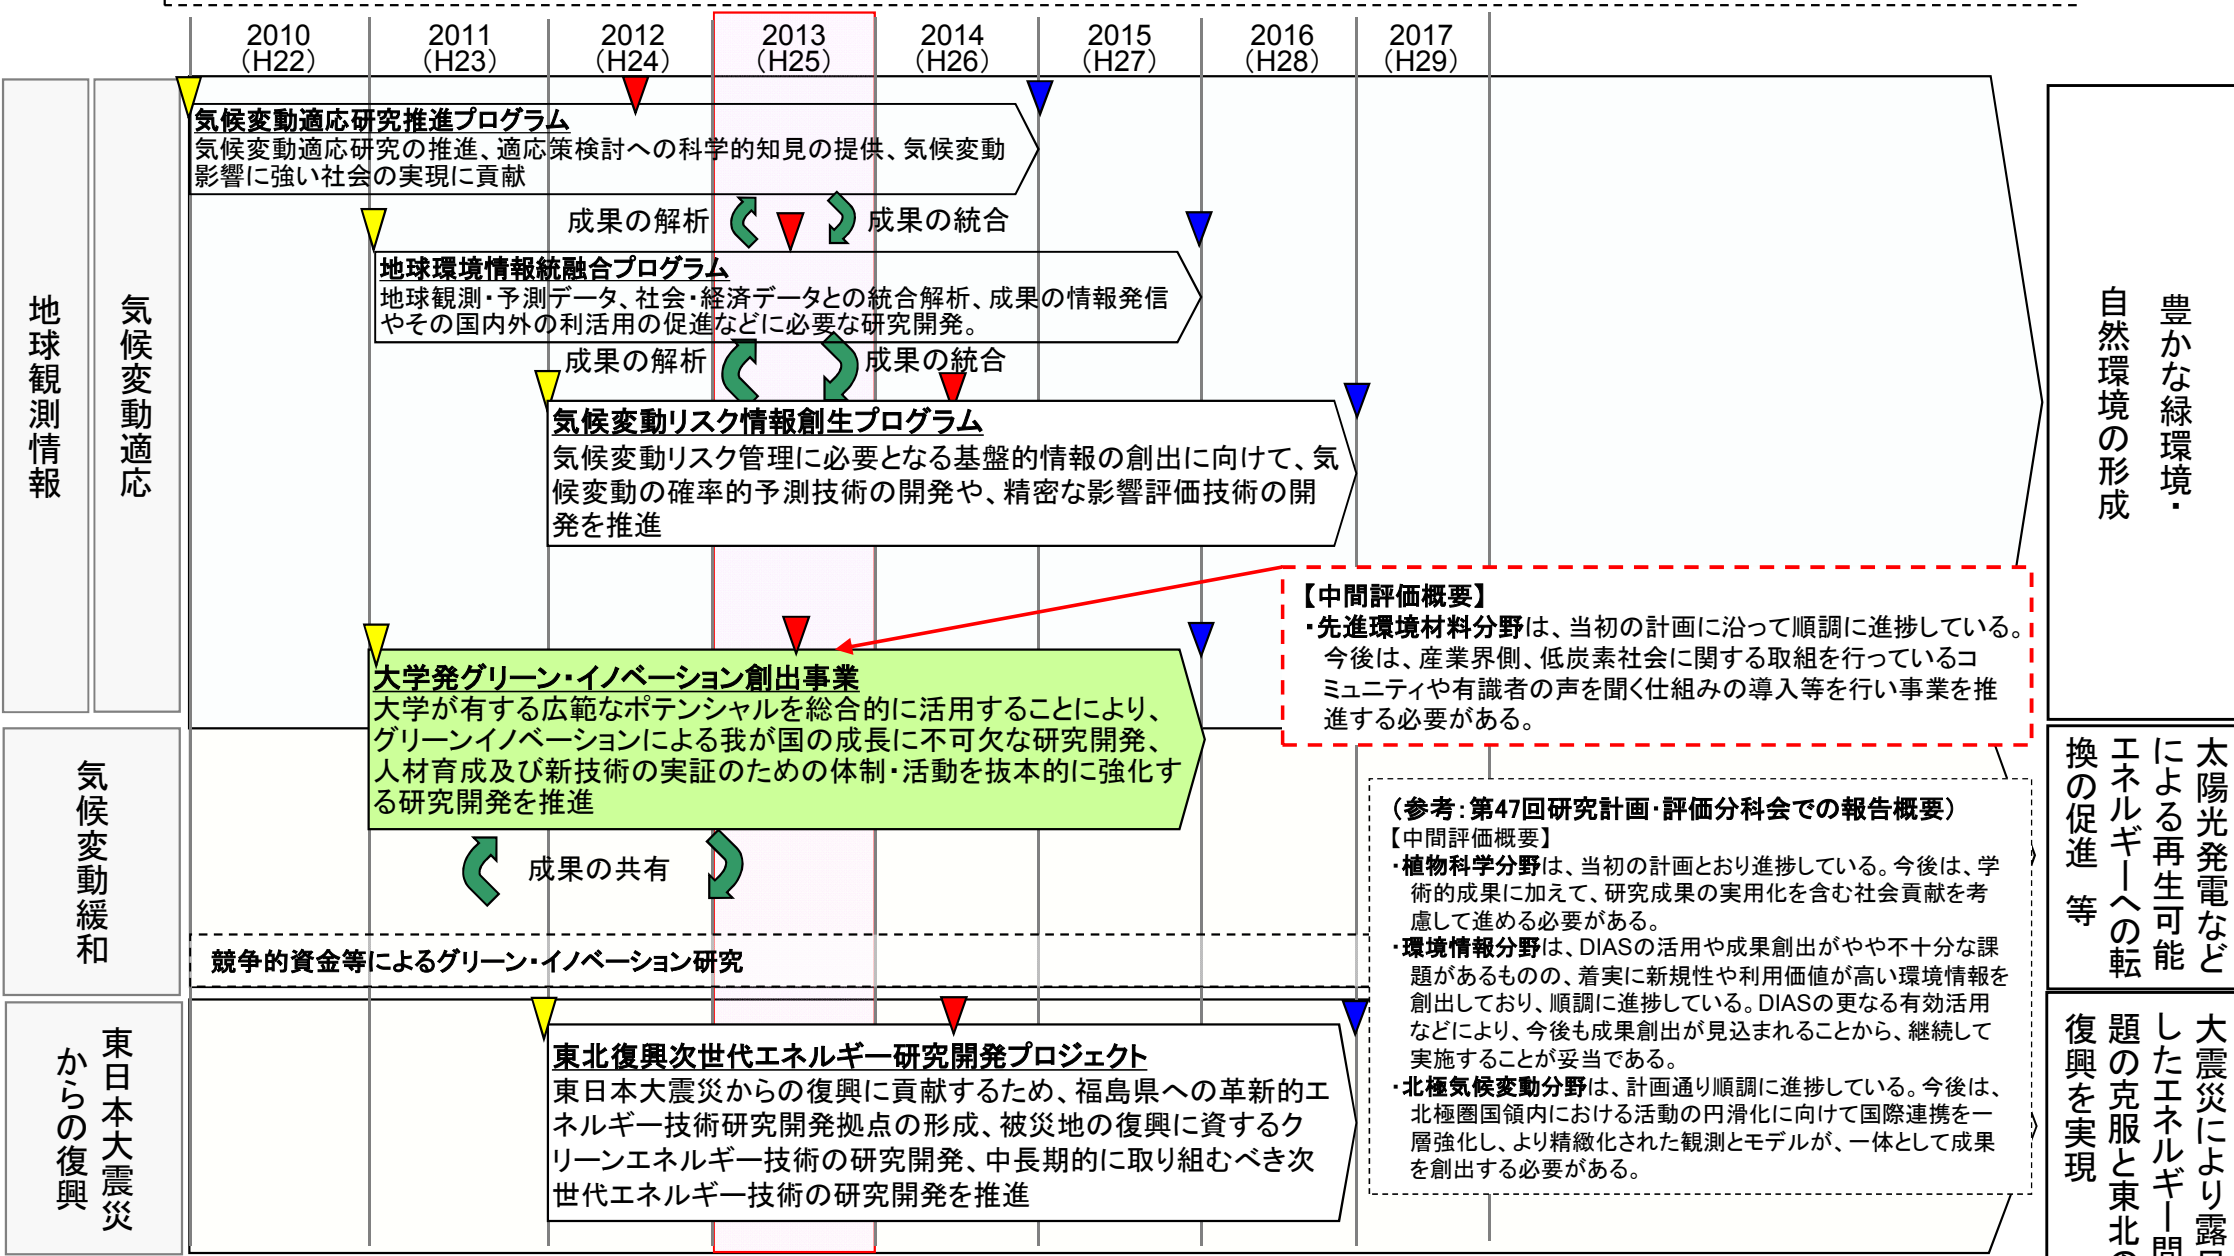 2010
（H22）
2011
（H23）
2012
（H24）
2013
（H25）
2014
（H26）
2015
（H27）
2016
（H28）
2017
（H29）
地球観測情報
気候変動適応
気候変動適応研究推進プログラム
気候変動適応研究の推進、適応策検討への科学的知見の提供、気候変動
影響に強い社会の実現に貢献
成果の解析
成果の統合
地球環境情報統融合プログラム
地球観測・予測データ、社会・経済データとの統合解析、成果の情報発信
やその国内外の利活用の促進などに必要な研究開発。
成果の解析
成果の統合
気候変動リスク情報創生プログラム
気候変動リスク管理に必要となる基盤的情報の創出に向けて、気
候変動の確率的予測技術の開発や、精密な影響評価技術の開
発を推進
豊かな緑環境・
自然環境の形成
【中間評価概要】
・先進環境材料分野は、当初の計画に沿って順調に進捗している。
今後は、産業界側、低炭素社会に関する取組を行っているコ
ミュニティや有識者の声を聞く仕組みの導入等を行い事業を推
進する必要がある。
気候変動緩和
大学発グリーン・イノベーション創出事業
大学が有する広範なポテンシャルを総合的に活用することにより、
グリーンイノベーションによる我が国の成長に不可欠な研究開発、
人材育成及び新技術の実証のための体制・活動を抜本的に強化す
る研究開発を推進
成果の共有
競争的資金等によるグリーン・イノベーション研究
太陽光発電など
による再生可能
エネルギーへの転
換の促進 等
（参考：第47回研究計画・評価分科会での報告概要）
【中間評価概要】
・植物科学分野は、当初の計画とおり進捗している。今後は、学
術的成果に加えて、研究成果の実用化を含む社会貢献を考
慮して進める必要がある。
・環境情報分野は、DIASの活用や成果創出がやや不十分な課
題があるものの、着実に新規性や利用価値が高い環境情報を
創出しており、順調に進捗している。DIASの更なる有効活用
などにより、今後も成果創出が見込まれることから、継続して
実施することが妥当である。
・北極気候変動分野は、計画通り順調に進捗している。今後は、
北極圏国領内における活動の円滑化に向けて国際連携を一
層強化し、より精緻化された観測とモデルが、一体として成果
を創出する必要がある。
東日本大震災
からの復興
東北復興次世代エネルギー研究開発プロジェクト
東日本大震災からの復興に貢献するため、福島県への革新的エ
ネルギー技術研究開発拠点の形成、被災地の復興に資するク
リーンエネルギー技術の研究開発、中長期的に取り組むべき次
世代エネルギー技術の研究開発を推進
大震災により露
したエネルギー問
題の克服と東北の
復興を実現